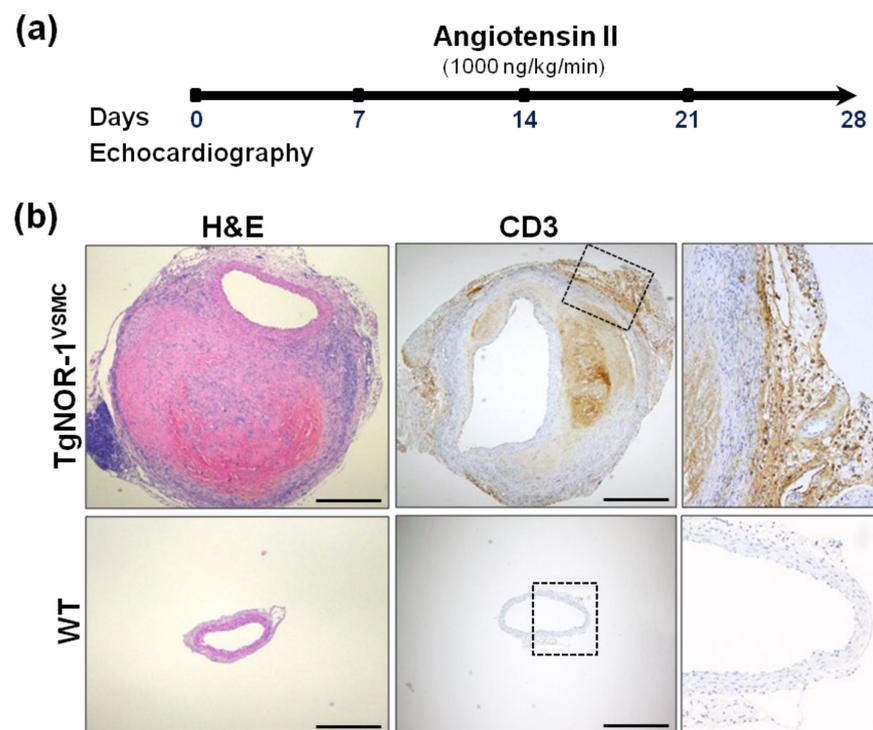 (a)
Angiotensin II
(1000 ng/kg/min)
Days 0 7 14 21 28
Echocardiography
(b)
H&E CD3
TgNOR-1VSMC
WT